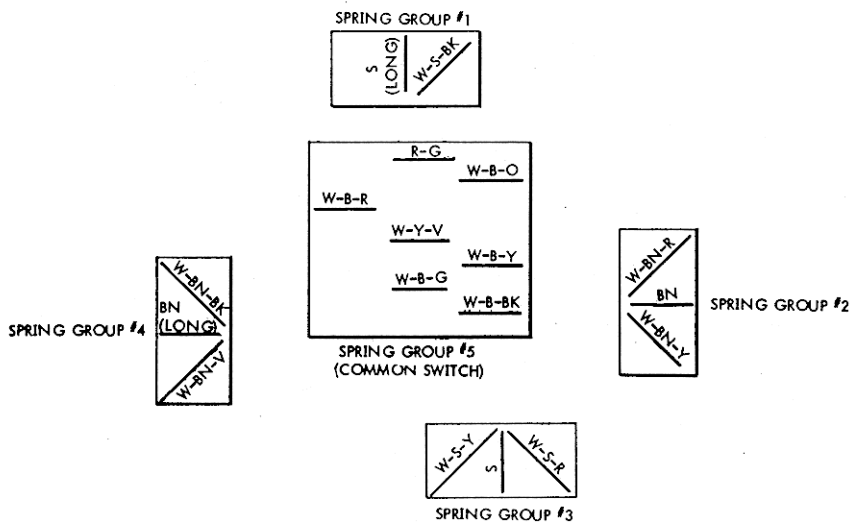 SPRING GROUP #1
S
(LONG)
W-S-BK
R-G
W-B-O
W-B-R
W-Y-V
W-B-Y
W-B-G
W-B-BK
SPRING GROUP #5
(COMMON SWITCH)
W-BN-BK
BN
(LONG)
W-BN-V
SPRING GROUP #4
W-BN-R
BN
W-BN-Y
SPRING GROUP #2
W-S-Y
S
W-S-R
SPRING GROUP #3